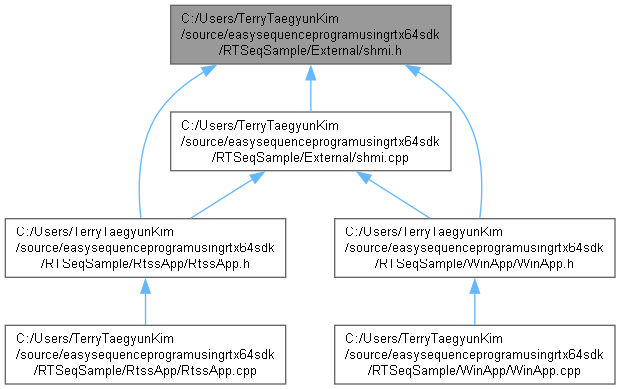 C:/Users/TerryTaegyunKim
/source/easysequenceprogramusingrtx64sdk
/RTSeqSample/External/shmi.h
C:/Users/TerryTaegyunKim
/source/easysequenceprogramusingrtx64sdk
/RTSeqSample/External/shmi.cpp
C:/Users/TerryTaegyunKim
/source/easysequenceprogramusingrtx64sdk
/RTSeqSample/RtssApp/RtssApp.h
C:/Users/TerryTaegyunKim
/source/easysequenceprogramusingrtx64sdk
/RTSeqSample/WinApp/WinApp.h
C:/Users/TerryTaegyunKim
/source/easysequenceprogramusingrtx64sdk
/RTSeqSample/RtssApp/RtssApp.cpp
C:/Users/TerryTaegyunKim
/source/easysequenceprogramusingrtx64sdk
/RTSeqSample/WinApp/WinApp.cpp